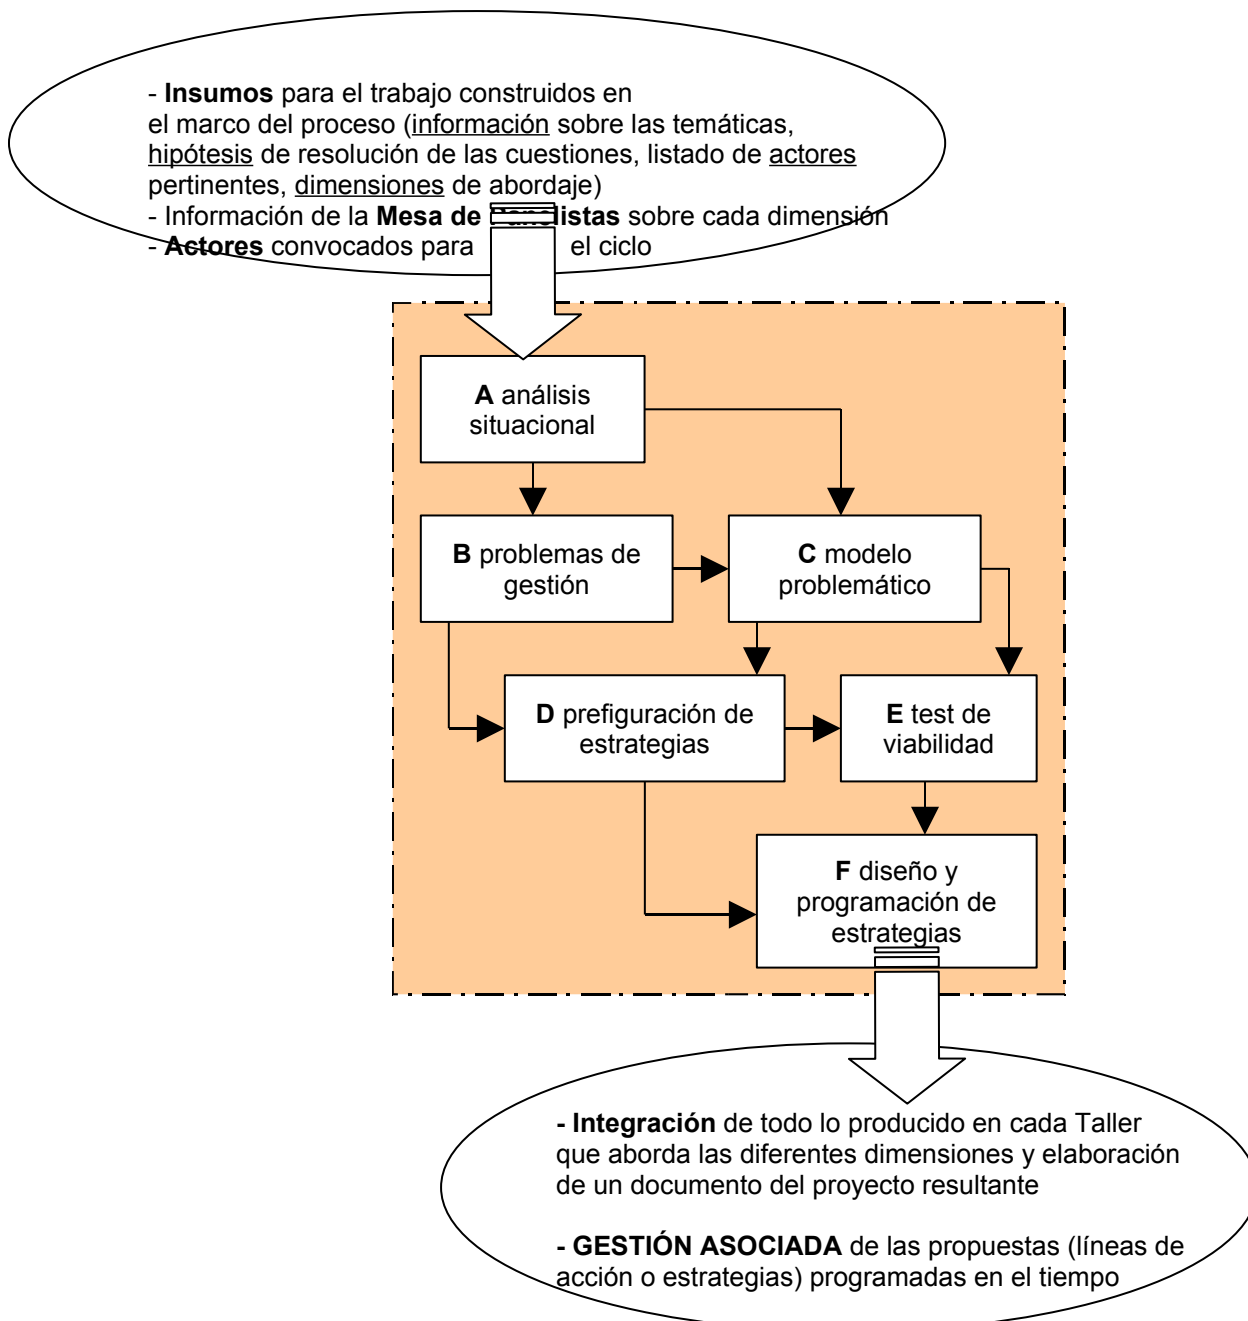 - Insumos para el trabajo construidos en
el marco del proceso (información sobre las temáticas,
hipótesis de resolución de las cuestiones, listado de actores
pertinentes, dimensiones de abordaje)
- Información de la Mesa de Panelistas sobre cada dimensión
- Actores convocados para el ciclo
A análisis
situacional
B problemas de
gestión
C modelo
problemático
D prefiguración de
estrategias
E test de
viabilidad
F diseño y
programación de
estrategias
- Integración de todo lo producido en cada Taller
que aborda las diferentes dimensiones y elaboración
de un documento del proyecto resultante
- GESTIÓN ASOCIADA de las propuestas (líneas de
acción o estrategias) programadas en el tiempo